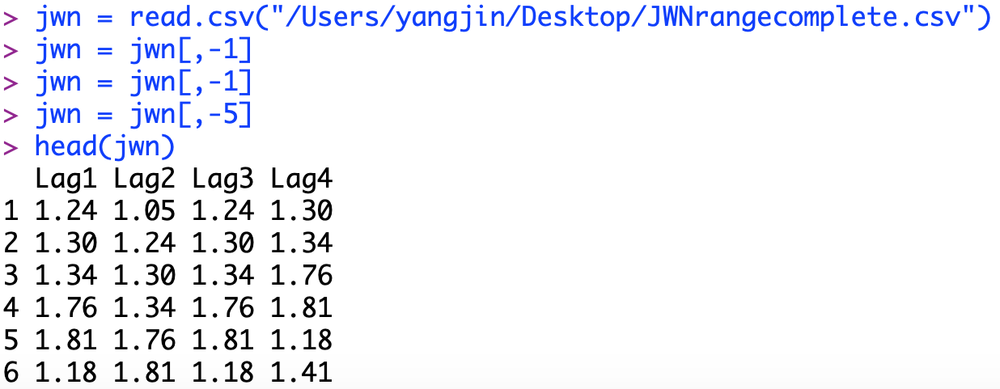 > jwn = read.csv("/Users/yangjin/Desktop/JWNrangecomplete.csv")
> jwn = jwn[,-1]
> jwn = jwn[,-1]
> jwn = jwn[,-5]
> head(jwn)
  Lag1 Lag2 Lag3 Lag4
1 1.24 1.05 1.24 1.30
2 1.30 1.24 1.30 1.34
3 1.34 1.30 1.34 1.76
4 1.76 1.34 1.76 1.81
5 1.81 1.76 1.81 1.18
6 1.18 1.81 1.18 1.41